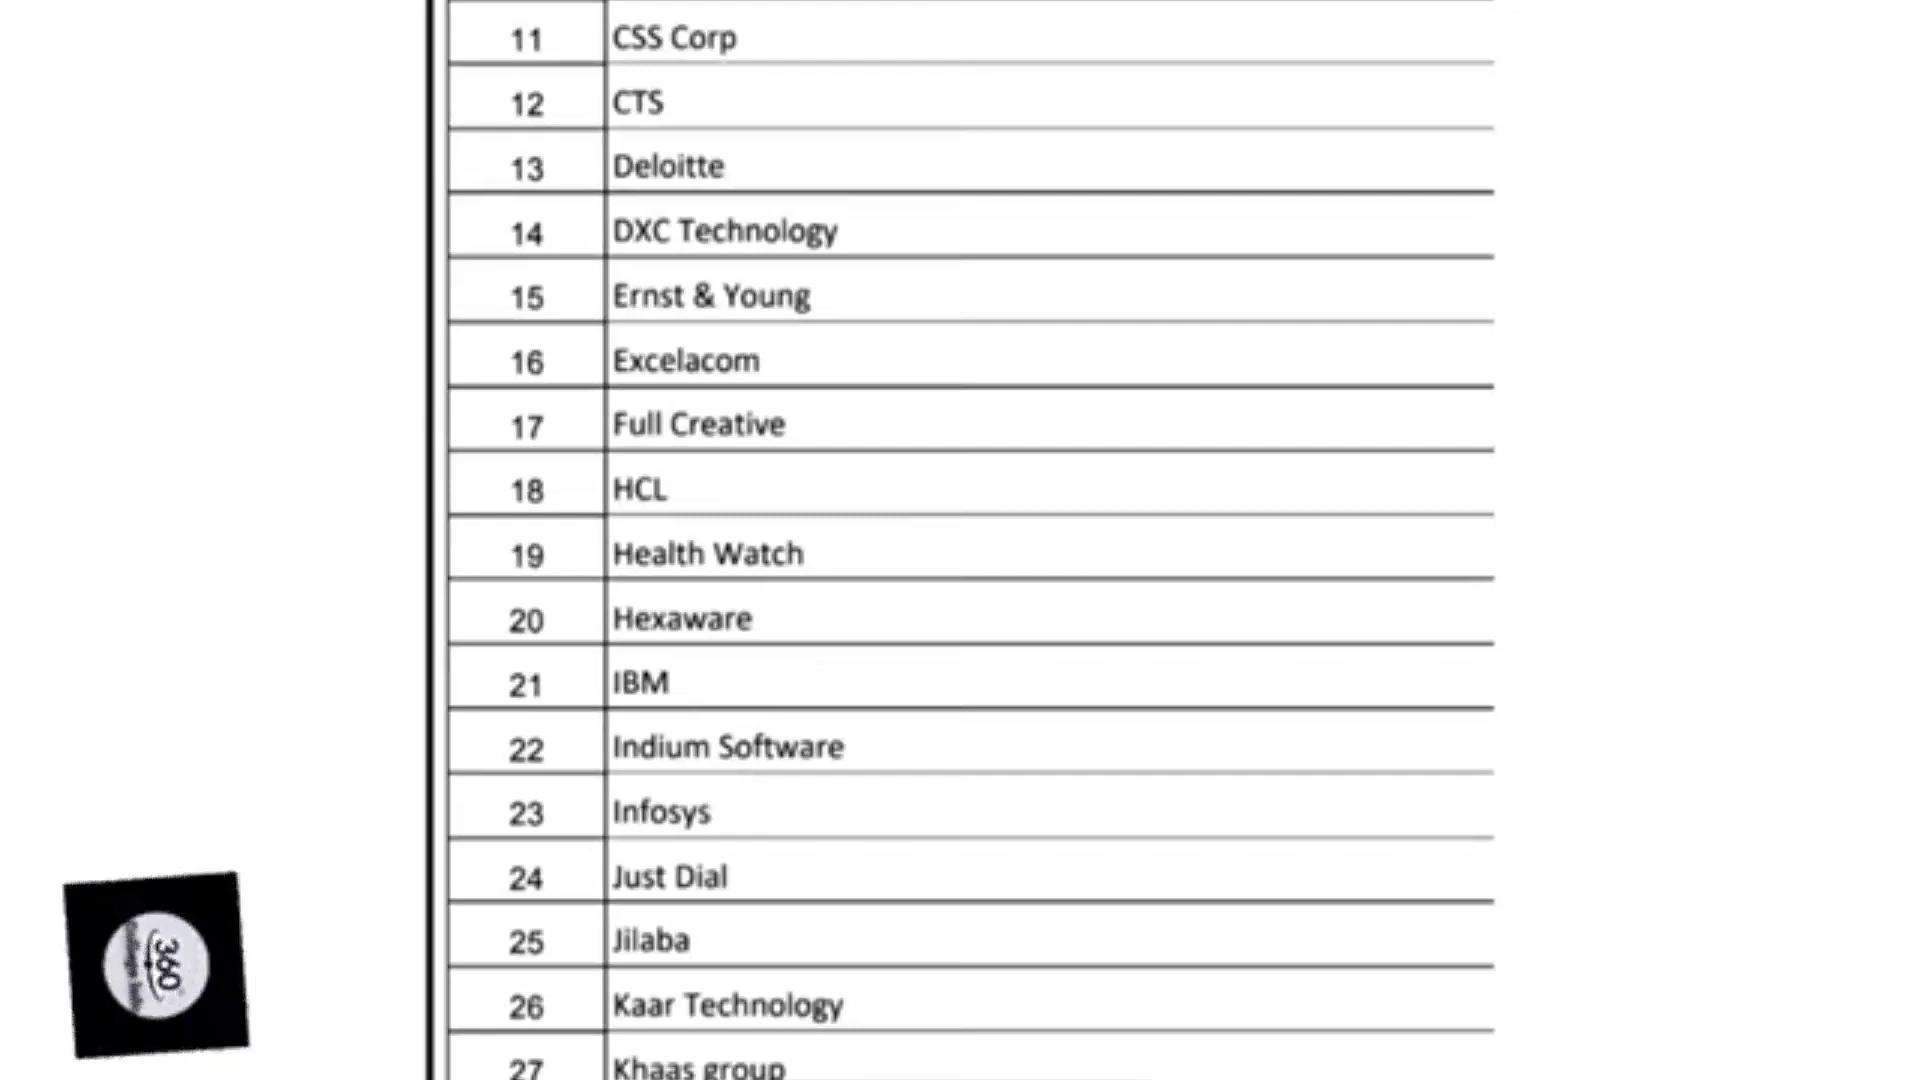 11 CSS Corp
12 CTS
13 Deloitte
14 DXC Technology
15 Ernst & Young
16 Excelacom
17 Full Creative
18 HCL
19 Health Watch
20 Hexaware
21 IBM
22 Indium Software
23 Infosys
24 Just Dial
25 Jilaba
26 Kaar Technology
27 Khaas group
360°